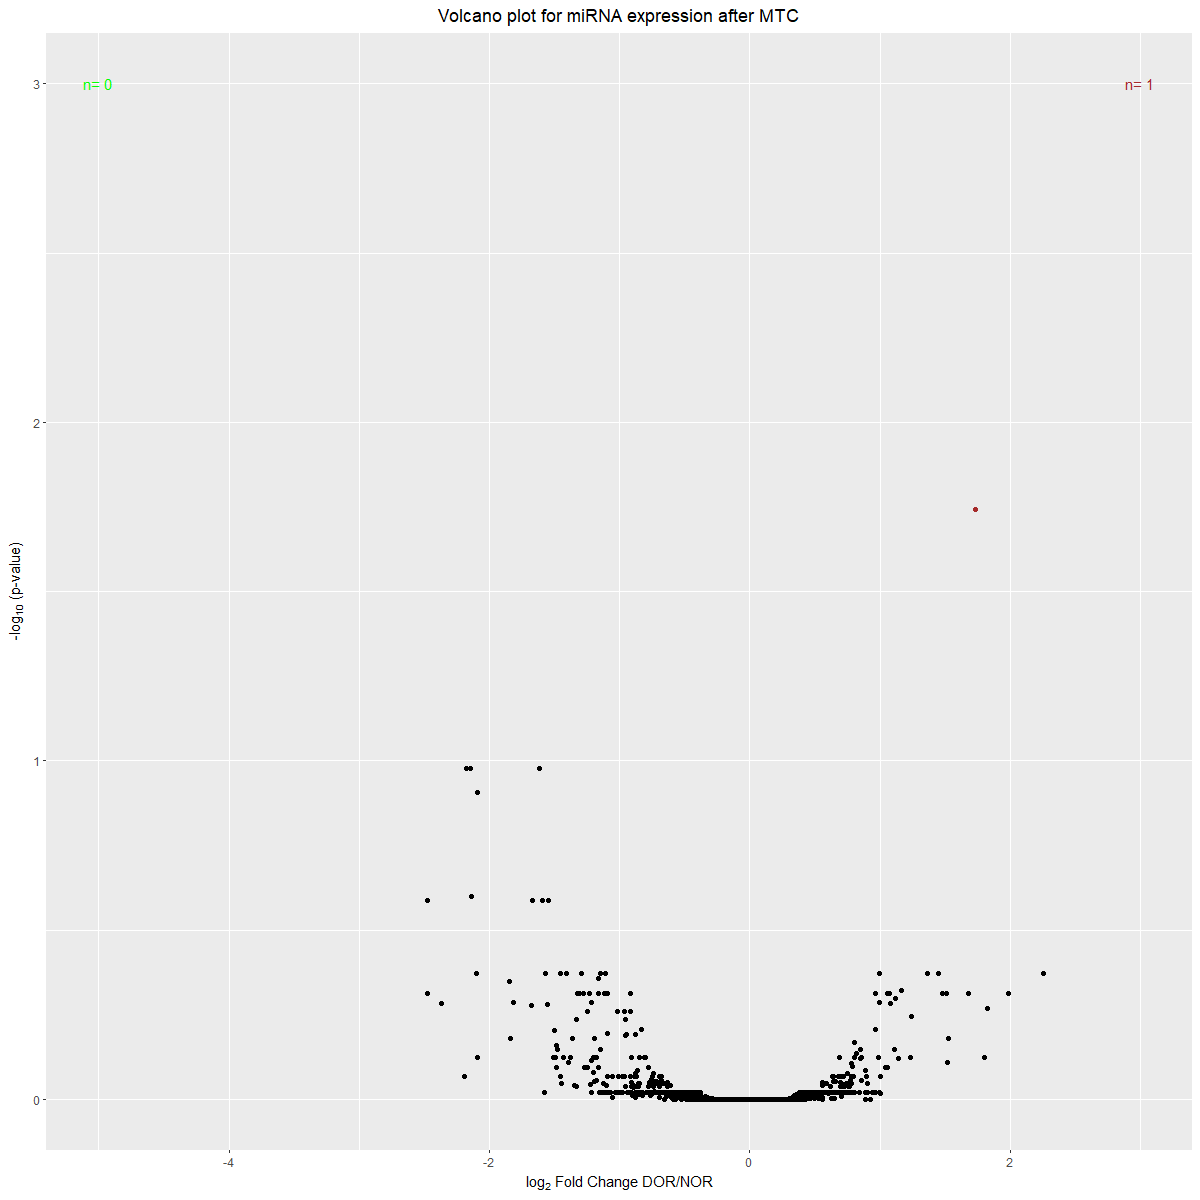 Volcano plot for miRNA expression after MTC
n= 0
n= 1
3
2
1
0
-log10 (p-value)
-4
-2
0
2
log2 Fold Change DOR/NOR